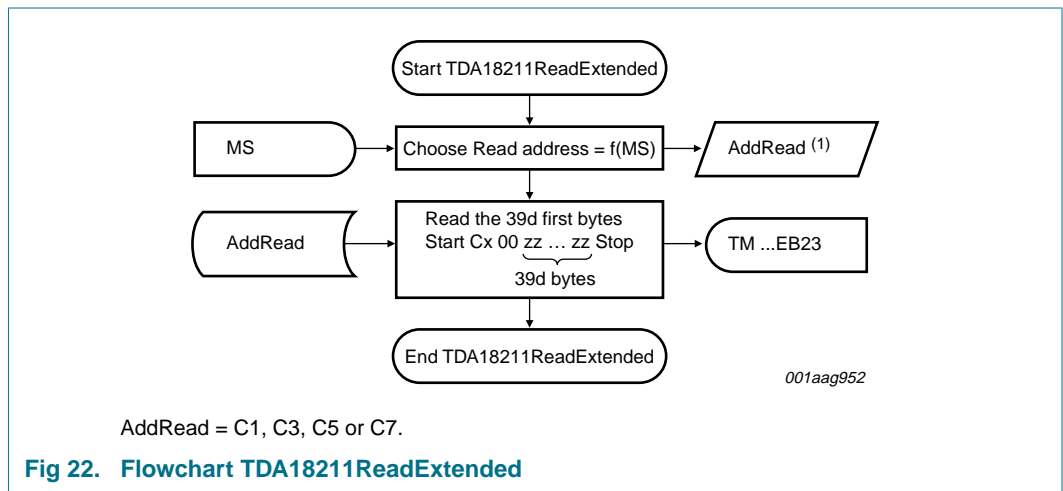 Start TDA18211ReadExtended
MS
Choose Read address = f(MS)
AddRead (1)
AddRead
Read the 39d first bytes
Start Cx 00 zz ... zz Stop
39d bytes
TM ...EB23
End TDA18211ReadExtended
001aag952
AddRead = C1, C3, C5 or C7.
Fig 22. Flowchart TDA18211ReadExtended